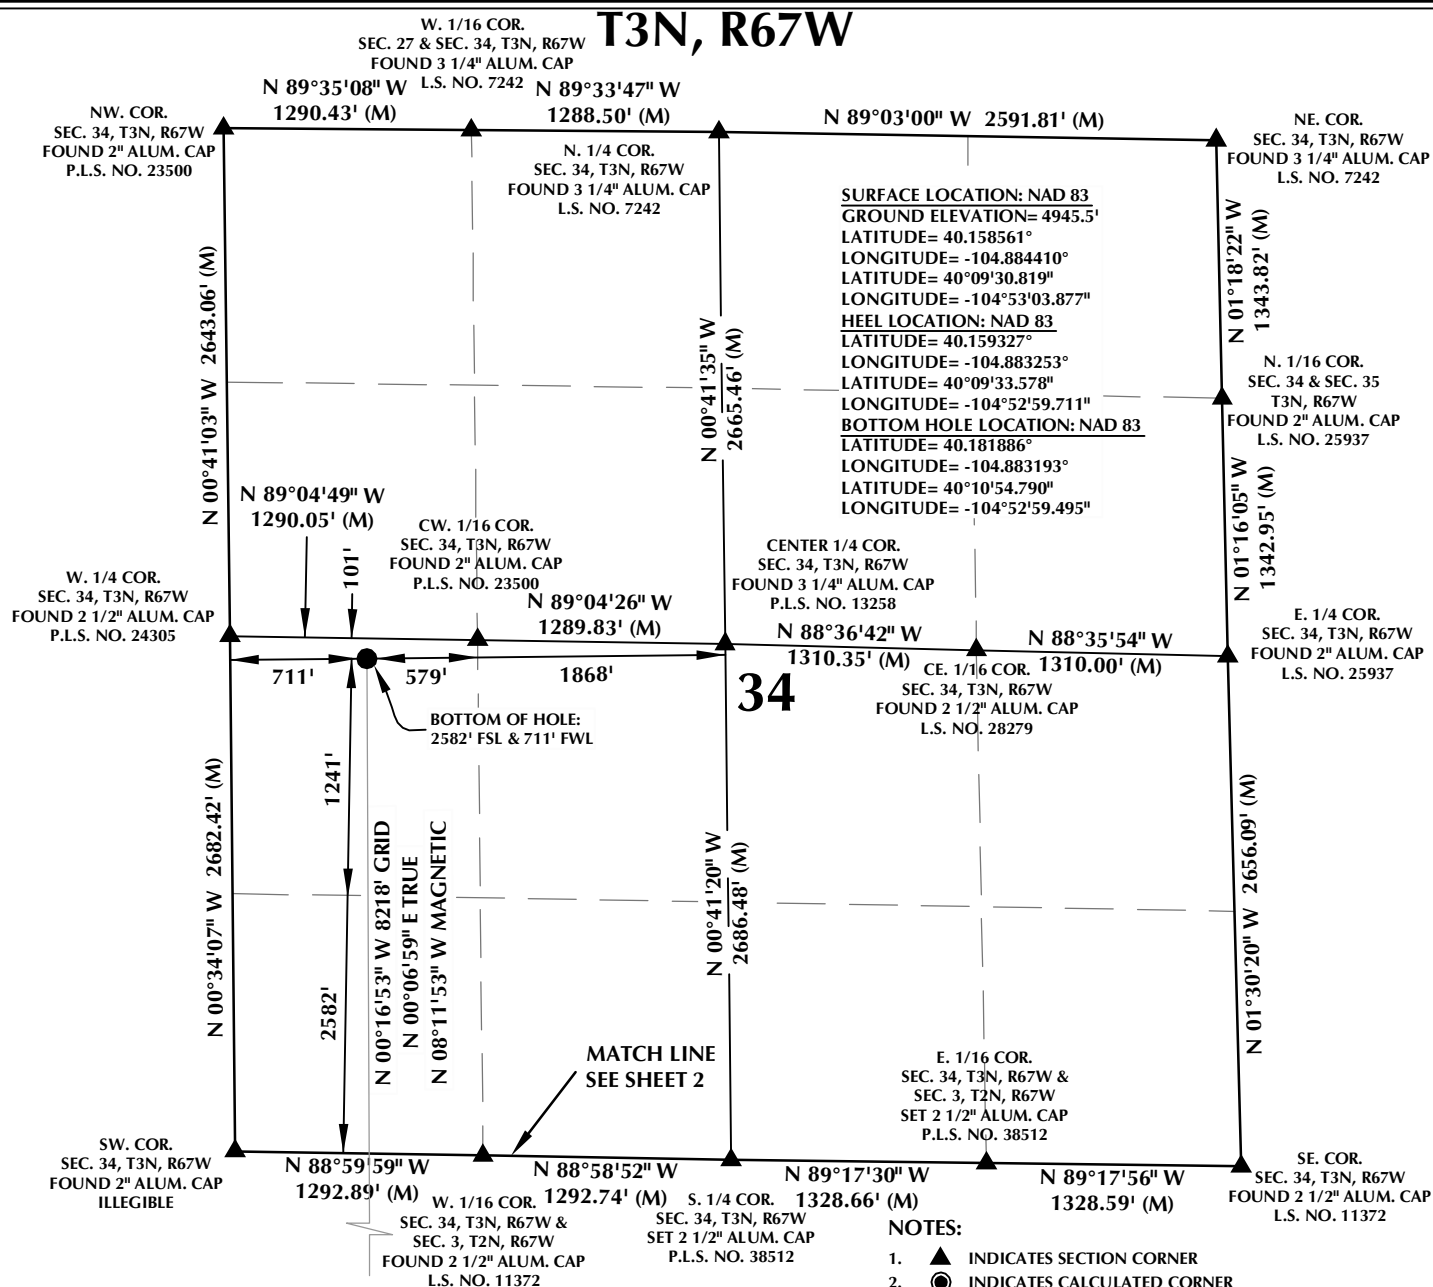 T3N, R67W
W. 1/16 COR.
SEC. 27 & SEC. 34, T3N, R67W
FOUND 3 1/4" ALUM. CAP
L.S. NO. 7242
N 89°35'08" W
1290.43' (M)
N 89°33'47" W
1288.50' (M)
N 89°03'00" W 2591.81' (M)
NW. COR.
SEC. 34, T3N, R67W
FOUND 2" ALUM. CAP
P.L.S. NO. 23500
N. 1/4 COR.
SEC. 34, T3N, R67W
FOUND 3 1/4" ALUM. CAP
L.S. NO. 7242
NE. COR.
SEC. 34, T3N, R67W
FOUND 3 1/4" ALUM. CAP
L.S. NO. 7242
SURFACE LOCATION: NAD 83
GROUND ELEVATION= 4945.5'
LATITUDE= 40.158561°
LONGITUDE= -104.884410°
LATITUDE= 40°09'30.819"
LONGITUDE= -104°53'03.877"
HEEL LOCATION: NAD 83
LATITUDE= 40.159327°
LONGITUDE= -104.883253°
LATITUDE= 40°09'33.578"
LONGITUDE= -104°52'59.711"
BOTTOM HOLE LOCATION: NAD 83
LATITUDE= 40.181886°
LONGITUDE= -104.883193°
LATITUDE= 40°10'54.790"
LONGITUDE= -104°52'59.495"
N 00°41'03" W 2643.06' (M)
N 00°41'35" W
2665.46' (M)
N 01°18'22" W
1343.82' (M)
N. 1/16 COR.
SEC. 34 & SEC. 35
T3N, R67W
FOUND 2" ALUM. CAP
L.S. NO. 25937
N 01°16'05" W
1342.95' (M)
N 89°04'49" W
1290.05' (M)
101'
CW. 1/16 COR.
SEC. 34, T3N, R67W
FOUND 2" ALUM. CAP
P.L.S. NO. 23500
CENTER 1/4 COR.
SEC. 34, T3N, R67W
FOUND 3 1/4" ALUM. CAP
P.L.S. NO. 13258
W. 1/4 COR.
SEC. 34, T3N, R67W
FOUND 2 1/2" ALUM. CAP
P.L.S. NO. 24305
N 89°04'26" W
1289.83' (M)
N 88°36'42" W
1310.35' (M)
N 88°35'54" W
1310.00' (M)
E. 1/4 COR.
SEC. 34, T3N, R67W
FOUND 2" ALUM. CAP
L.S. NO. 25937
711'
579'
1868'
34
CE. 1/16 COR.
SEC. 34, T3N, R67W
FOUND 2 1/2" ALUM. CAP
L.S. NO. 28279
BOTTOM OF HOLE:
2582' FSL & 711' FWL
1241'
N 00°34'07" W 2682.42' (M)
2582'
N 00°16'53" W 8218' GRID
N 00°06'59" E TRUE
N 08°11'53" W MAGNETIC
N 00°41'20" W
2686.48' (M)
N 01°30'20" W 2656.09' (M)
MATCH LINE
SEE SHEET 2
E. 1/16 COR.
SEC. 34, T3N, R67W &
SEC. 3, T2N, R67W
SET 2 1/2" ALUM. CAP
P.L.S. NO. 38512
SW. COR.
SEC. 34, T3N, R67W
FOUND 2" ALUM. CAP
ILLEGIBLE
N 88°59'59" W
1292.89' (M)
N 88°58'52" W
1292.74' (M)
N 89°17'30" W
1328.66' (M)
N 89°17'56" W
1328.59' (M)
SE. COR.
SEC. 34, T3N, R67W
FOUND 2 1/2" ALUM. CAP
L.S. NO. 11372
W. 1/16 COR.
SEC. 34, T3N, R67W &
SEC. 3, T2N, R67W
FOUND 2 1/2" ALUM. CAP
L.S. NO. 11372
S. 1/4 COR.
SEC. 34, T3N, R67W
SET 2 1/2" ALUM. CAP
P.L.S. NO. 38512
NOTES:
1. INDICATES SECTION CORNER
2. INDICATES CALCULATED CORNER